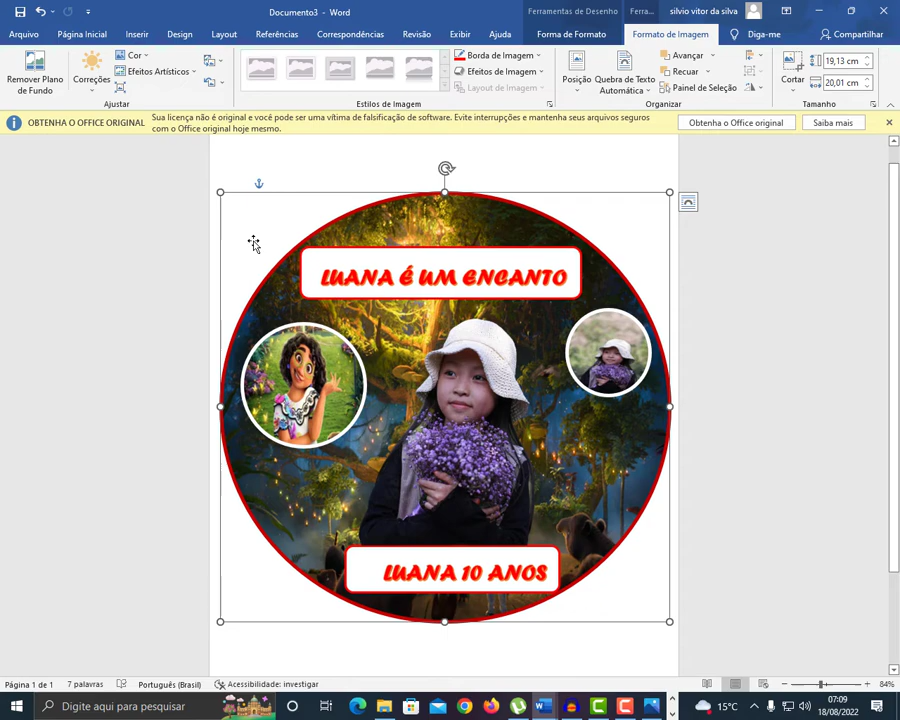 Documento3 - Word
Ferramentas de Desenho
Ferra...
silvio vitor da silva
Arquivo
Página Inicial
Inserir
Design
Layout
Referências
Correspondências
Revisão
Exibir
Ajuda
Forma de Formato
Formato de Imagem
Diga-me
Compartilhar
Remover Plano
de Fundo
Correções
Cor
Efeitos Artísticos
Ajustar
Borda de Imagem
Efeitos de Imagem
Layout de Imagem
Estilos de Imagem
Posição
Quebra de Texto
Automática
Avançar
Recuar
Painel de Seleção
Organizar
Cortar
19,13 cm
20,01 cm
Tamanho
OBTENHA O OFFICE ORIGINAL
Sua licença não é original e você pode ser uma vítima de falsificação de software. Evite interrupções e mantenha seus arquivos seguros
com o Office original hoje mesmo.
Obtenha o Office original
Saiba mais
LUANA É UM ENCANTO
LUANA 10 ANOS
Página 1 de 1
7 palavras
Português (Brasil)
Acessibilidade: investigar
84%
Digite aqui para pesquisar
15°C
07:09
18/08/2022